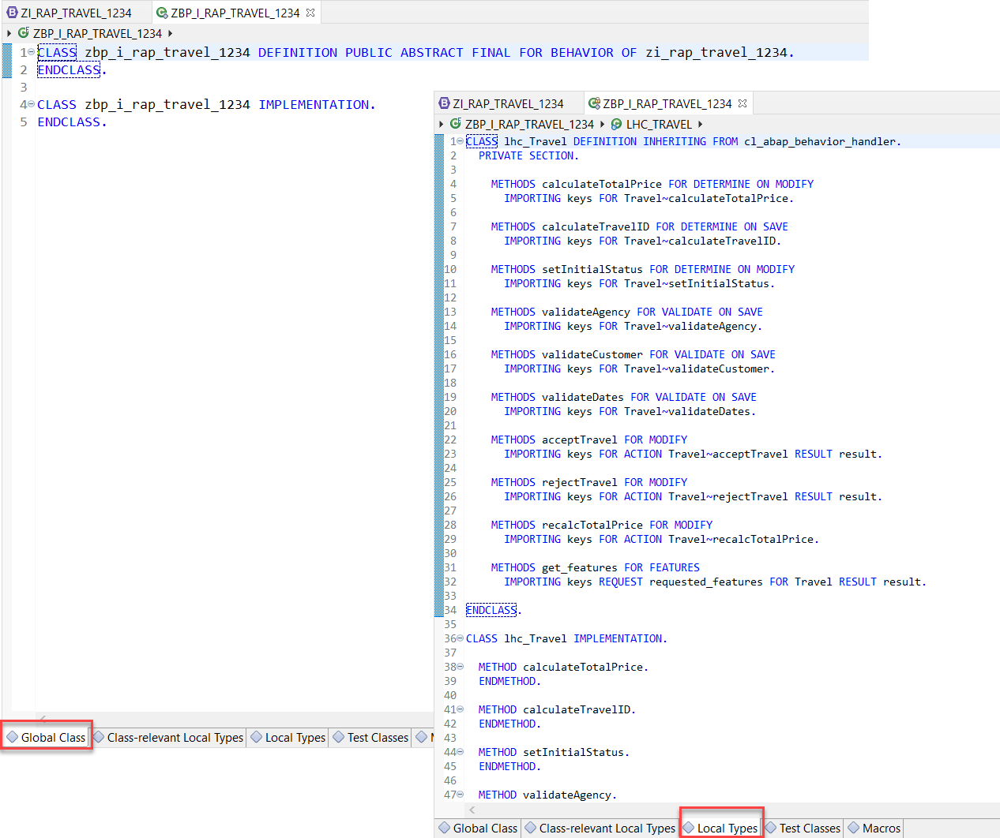 ZI_RAP_TRAVEL_1234 ZBP_I_RAP_TRAVEL_1234
ZBP_I_RAP_TRAVEL_1234
1 CLASS zbp_i_rap_travel_1234 DEFINITION PUBLIC ABSTRACT FINAL FOR BEHAVIOR OF zi_rap_travel_1234.
2 ENDCLASS.
3
4 CLASS zbp_i_rap_travel_1234 IMPLEMENTATION.
5 ENDCLASS.
Global Class Class-relevant Local Types Local Types Test Classes
ZI_RAP_TRAVEL_1234 ZBP_I_RAP_TRAVEL_1234
ZBP_I_RAP_TRAVEL_1234 LHC_TRAVEL
1 CLASS lhc_Travel DEFINITION INHERITING FROM cl_abap_behavior_handler.
2 PRIVATE SECTION.
3
4 METHODS calculateTotalPrice FOR DETERMINE ON MODIFY
5 IMPORTING keys FOR Travel~calculateTotalPrice.
6
7 METHODS calculateTravelID FOR DETERMINE ON SAVE
8 IMPORTING keys FOR Travel~calculateTravelID.
9
10 METHODS setInitialStatus FOR DETERMINE ON MODIFY
11 IMPORTING keys FOR Travel~setInitialStatus.
12
13 METHODS validateAgency FOR VALIDATE ON SAVE
14 IMPORTING keys FOR Travel~validateAgency.
15
16 METHODS validateCustomer FOR VALIDATE ON SAVE
17 IMPORTING keys FOR Travel~validateCustomer.
18
19 METHODS validateDates FOR VALIDATE ON SAVE
20 IMPORTING keys FOR Travel~validateDates.
21
22 METHODS acceptTravel FOR MODIFY
23 IMPORTING keys FOR ACTION Travel~acceptTravel RESULT result.
24
25 METHODS rejectTravel FOR MODIFY
26 IMPORTING keys FOR ACTION Travel~rejectTravel RESULT result.
27
28 METHODS recalcTotalPrice FOR MODIFY
29 IMPORTING keys FOR ACTION Travel~recalcTotalPrice.
30
31 METHODS get_features FOR FEATURES
32 IMPORTING keys REQUEST requested_features FOR Travel RESULT result.
33
34 ENDCLASS.
35
36 CLASS lhc_Travel IMPLEMENTATION.
37
38 METHOD calculateTotalPrice.
39 ENDMETHOD.
40
41 METHOD calculateTravelID.
42 ENDMETHOD.
43
44 METHOD setInitialStatus.
45 ENDMETHOD.
46
47 METHOD validateAgency.
Global Class Class-relevant Local Types Local Types Test Classes Macros